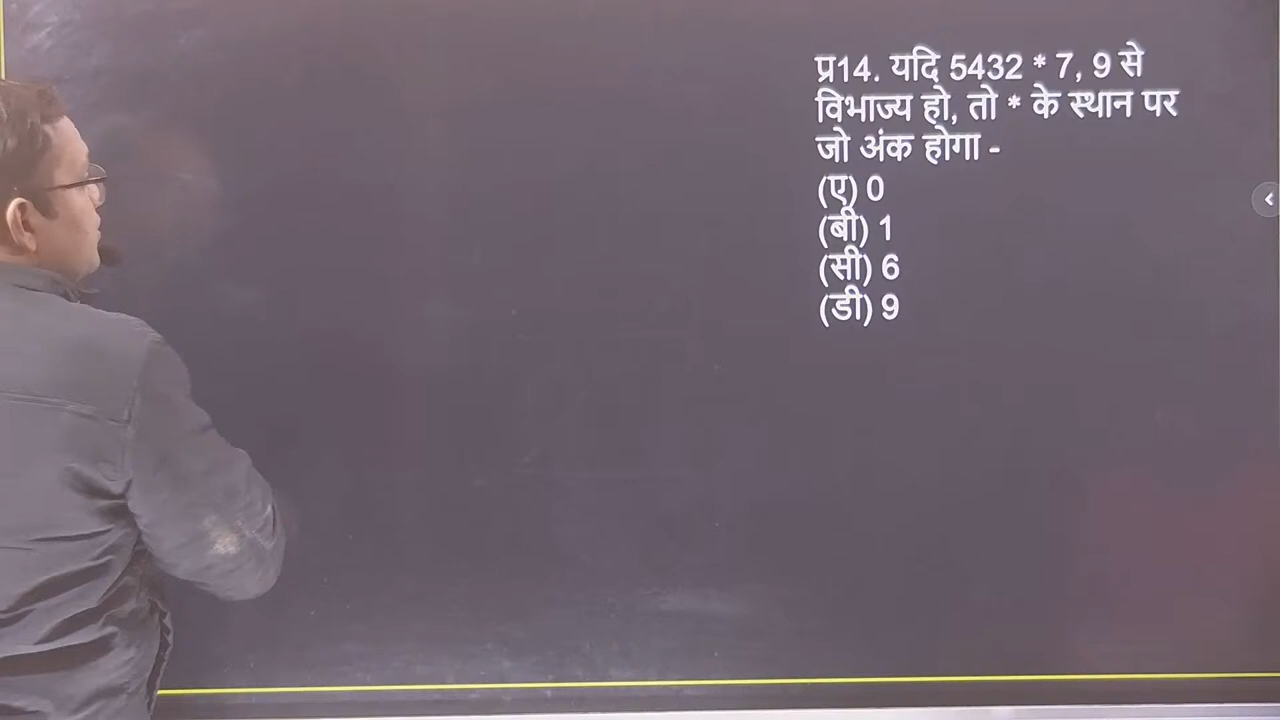 प्र14. यदि 5432 * 7, 9 से
विभाज्य हो, तो * के स्थान पर
जो अंक होगा -
(ए) 0
(बी) 1
(सी) 6
(डी) 9